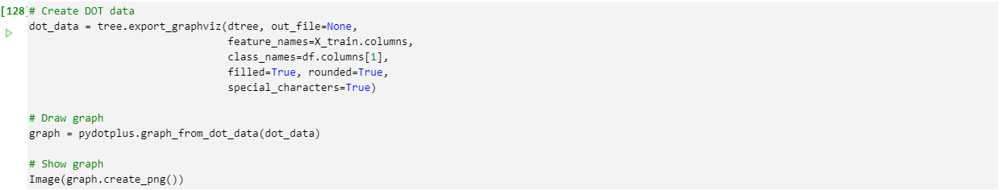 [128] # Create DOT data
dot_data = tree.export_graphviz(dtree, out_file=None,
                                feature_names=X_train.columns,
                                class_names=df.columns[1],
                                filled=True, rounded=True,
                                special_characters=True)

# Draw graph
graph = pydotplus.graph_from_dot_data(dot_data)

# Show graph
Image(graph.create_png())